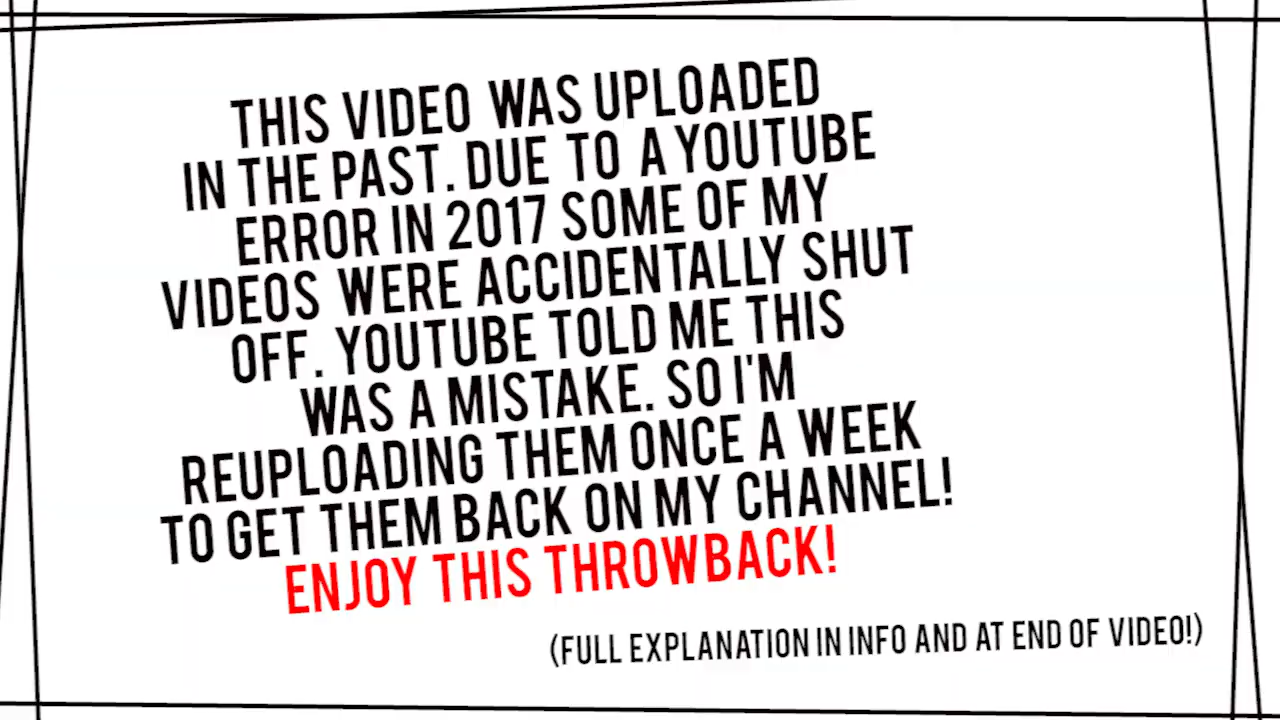 THIS VIDEO WAS UPLOADED
IN THE PAST. DUE TO A YOUTUBE
ERROR IN 2017 SOME OF MY
VIDEOS WERE ACCIDENTALLY SHUT
OFF. YOUTUBE TOLD ME THIS
WAS A MISTAKE. SO I'M
REUPLOADING THEM ONCE A WEEK
TO GET THEM BACK ON MY CHANNEL!
ENJOY THIS THROWBACK!
(FULL EXPLANATION IN INFO AND AT END OF VIDEO!)